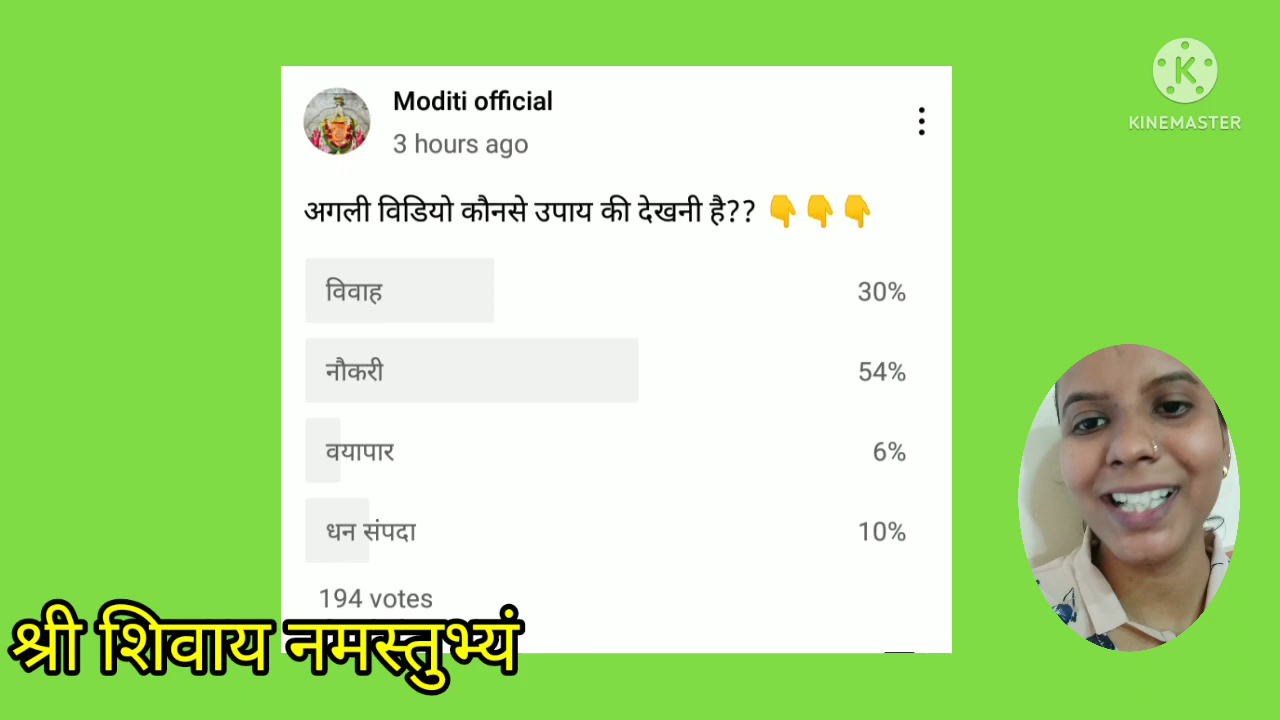 Moditi official
3 hours ago
अगली विडियो कौनसे उपाय की देखनी है?? 👇👇👇
विवाह 30%
नौकरी 54%
वयापार 6%
धन संपदा 10%
194 votes
श्री शिवाय नमस्तुभ्यं
K
KINEMASTER